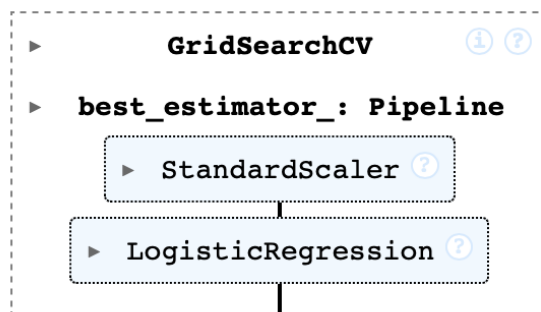 GridSearchCV i ?
best_estimator_: Pipeline
StandardScaler ?
LogisticRegression ?